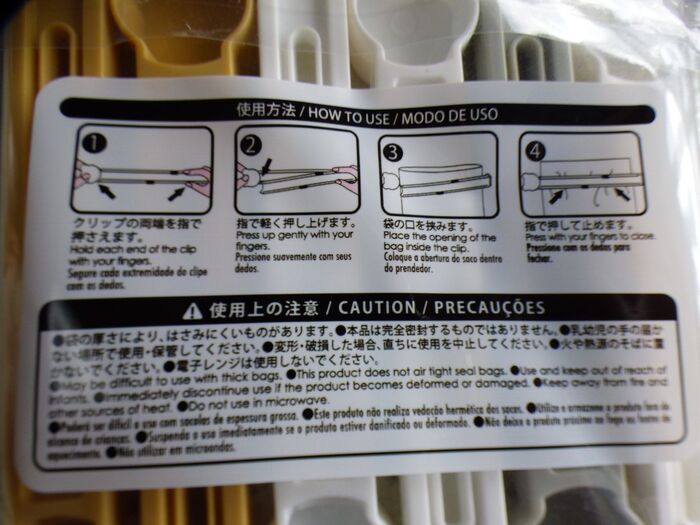 使用方法 / HOW TO USE / MODO DE USO
1
クリップの両端を指で
押さえます。
Hold each end of the clip
with your fingers.
Segure cada extremidade do clipe
com os dedos.
2
指で軽く押し上げます。
Press up gently with your
fingers.
Pressione suavemente com seus
dedos.
3
袋の口を挟みます。
Place the opening of the
bag inside the clip.
Coloque a abertura do saco dentro
do prendedor.
4
指で押して止めます。
Press with your fingers to close.
Pressione com os dedos para
fechar.
⚠ 使用上の注意 / CAUTION / PRECAUÇÕES
●袋の厚さにより、はさみにくいものがあります。●本品は完全密封するものではありません。●乳幼児の手の届か
ない場所で使用・保管してください。●変形・破損した場合、直ちに使用を中止してください。●火や熱源のそばに置
かないでください。●電子レンジは使用しないでください。
●May be difficult to use with thick bags. ●This product does not air tight seal bags. ●Use and keep out of reach of
infants. ●Immediately discontinue use if the product becomes deformed or damaged. ●Keep away from fire and
other sources of heat. ●Do not use in microwave.
●Poderá ser difícil o uso com sacolas de espessura grossa. ●Este produto não realiza vedação hermética dos sacos. ●Utilize e armazene o produto fora do
alcance de crianças. ●Suspenda o uso imediatamente se o produto estiver danificado ou deformado. ●Não deixe o produto próximo ao fogo ou fontes de
●Não utilizar em microondas.